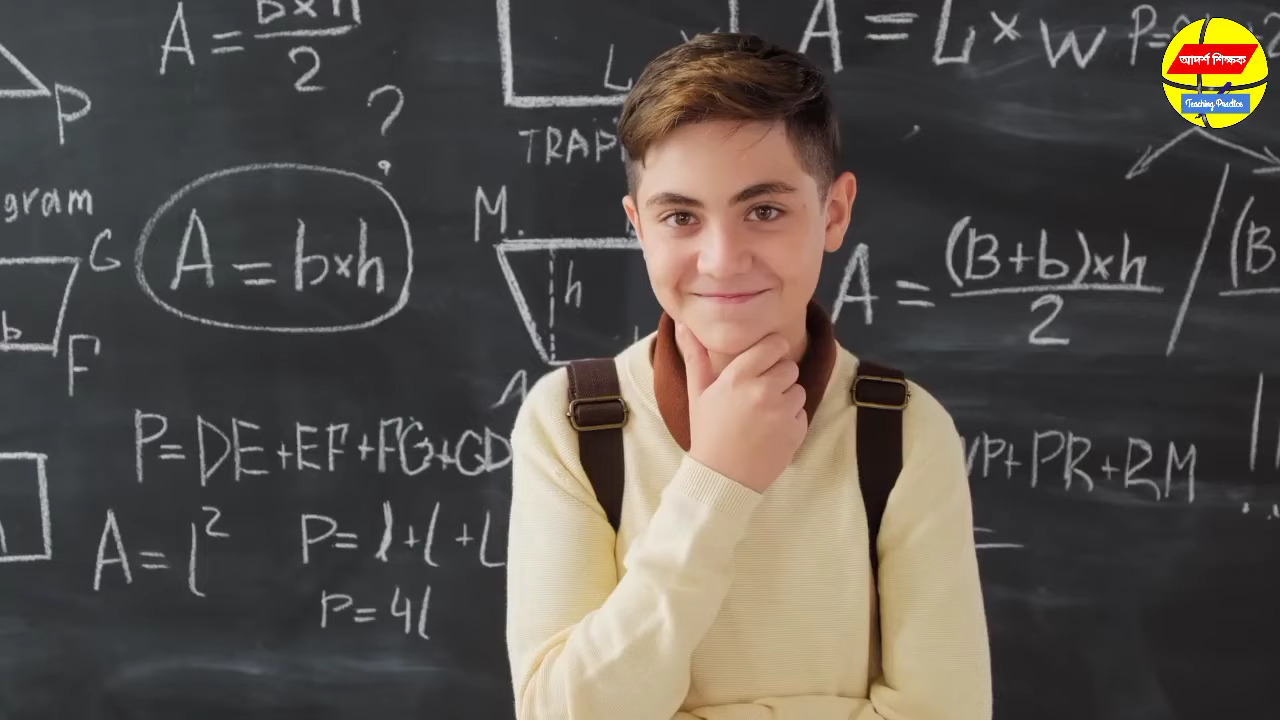 A = b×h / 2
A = L × W
P
?
TRAP
আদর্শ শিক্ষক
Teaching Practice
gram
M.
G
A = b×h
h
A = (B+b)×h / 2
b
F
P=DE+EF+FG+GD
VP+PR+RM
A = l²
P= l+l+L
P=4l